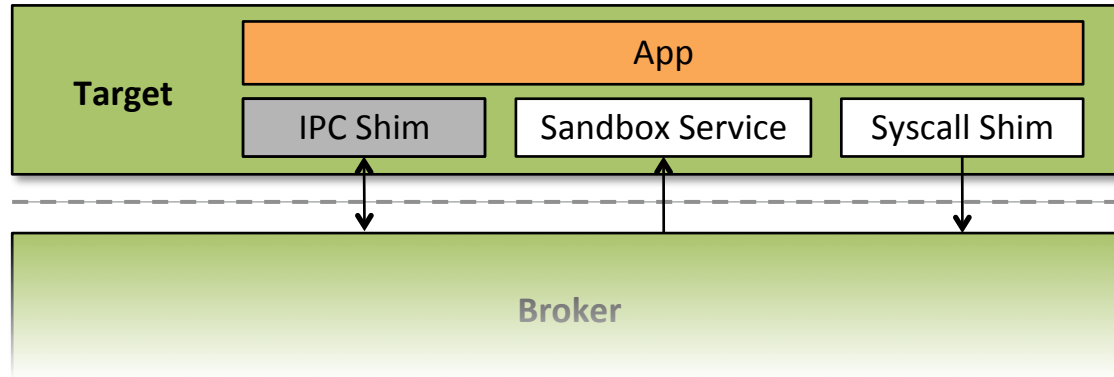 App
Target
IPC Shim
Sandbox Service
Syscall Shim
Broker